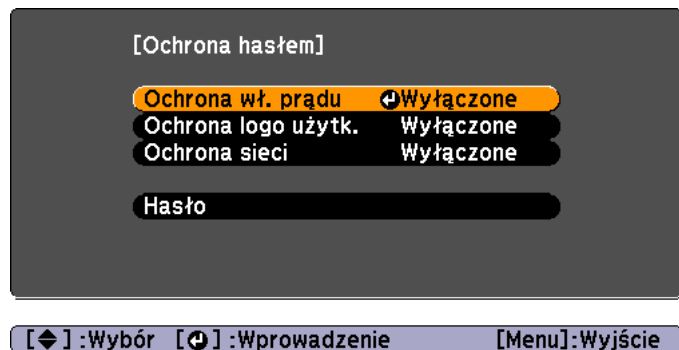 [Ochrona hasłem]
Ochrona wł. prądu Wyłączone
Ochrona logo użytk. Wyłączone
Ochrona sieci Wyłączone
Hasło
[◆] :Wybór [⏎] :Wprowadzenie [Menu]:Wyjście